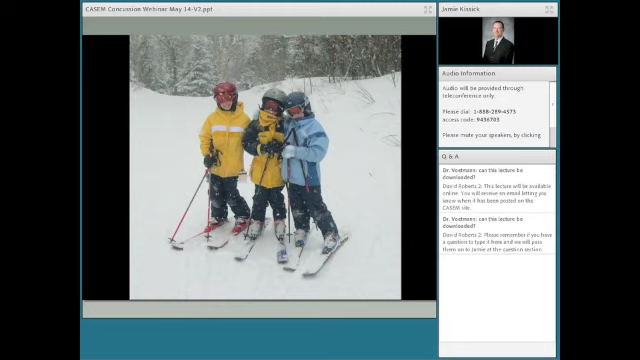 CASEM Concussion Webinar May 14-V2.ppt
Jamie Kissick
Audio Information
Audio will be provided through
teleconference only.
Please dial: 1-888-289-4573
access code: 9436703
Please mute your speakers, by clicking
Q & A
Dr. Vostmann: can this lecture be
downloaded?
David Roberts 2: This lecture will be available
online. You will receive an email letting you
know when it has been posted on the
CASEM site.
Dr. Vostmann: can this lecture be
downloaded?
David Roberts 2: Please remember if you have
a question to type it here and we will pass
them on to Jamie at the question section.